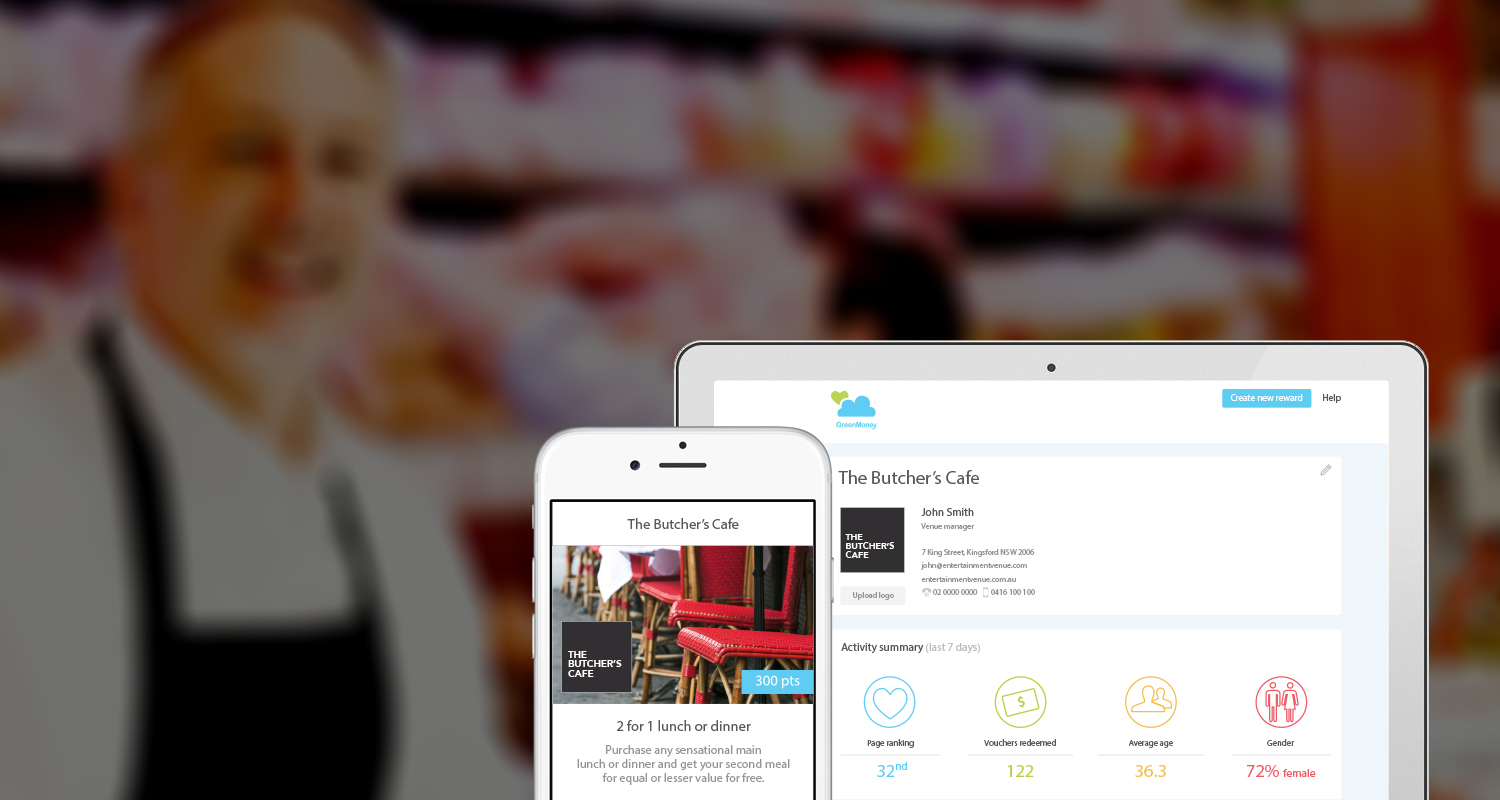 The Butcher's Cafe
THE
BUTCHER'S
CAFE
300 pts
2 for 1 lunch or dinner
Purchase any sensational main
lunch or dinner and get your second meal
for equal or lesser value for free.
GreenMoney
Create new reward
Help
The Butcher's Cafe
THE
BUTCHER'S
CAFE
Upload logo
John Smith
Venue manager
7 King Street, Kingsford NSW 2006
john@entertainmentvenue.com
entertainmentvenue.com.au
02 0000 0000 0416 100 100
Activity summary (last 7 days)
$
Page ranking
32nd
Vouchers redeemed
122
Average age
36.3
Gender
72% female